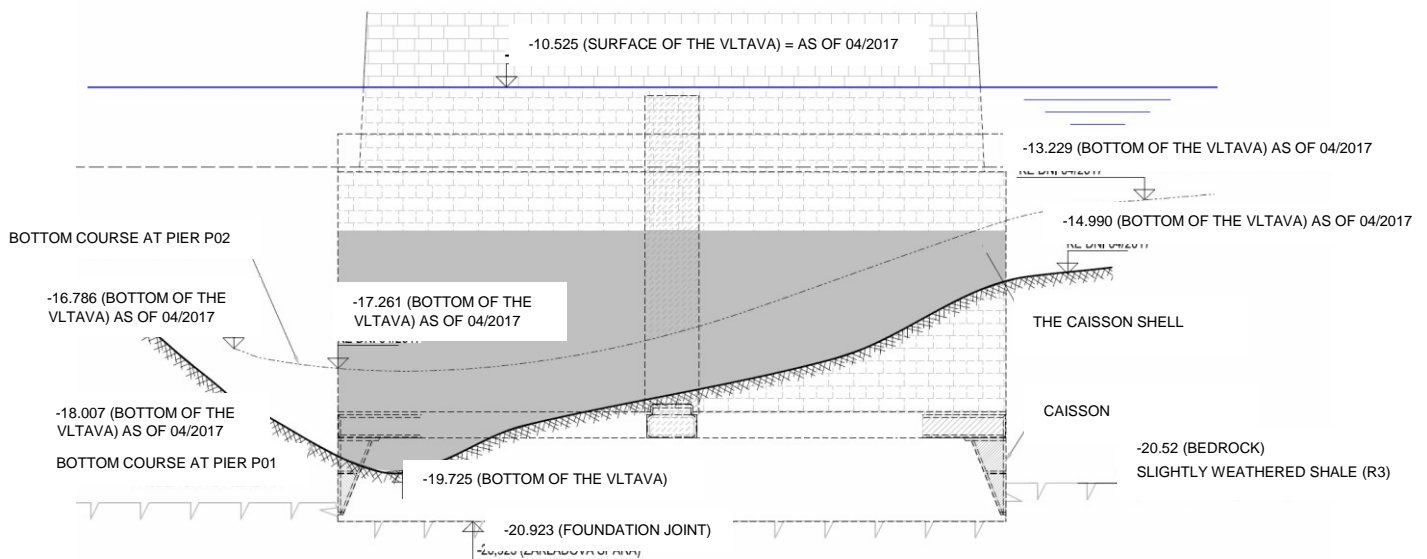 -10.525 (SURFACE OF THE VLTAVA) = AS OF 04/2017
-13.229 (BOTTOM OF THE VLTAVA) AS OF 04/2017
-14.990 (BOTTOM OF THE VLTAVA) AS OF 04/2017
BOTTOM COURSE AT PIER P02
-16.786 (BOTTOM OF THE
VLTAVA) AS OF 04/2017
-17.261 (BOTTOM OF THE
VLTAVA) AS OF 04/2017
THE CAISSON SHELL
-18.007 (BOTTOM OF THE
VLTAVA) AS OF 04/2017
CAISSON
BOTTOM COURSE AT PIER P01
-20.52 (BEDROCK)
SLIGHTLY WEATHERED SHALE (R3)
-19.725 (BOTTOM OF THE VLTAVA)
-20.923 (FOUNDATION JOINT)